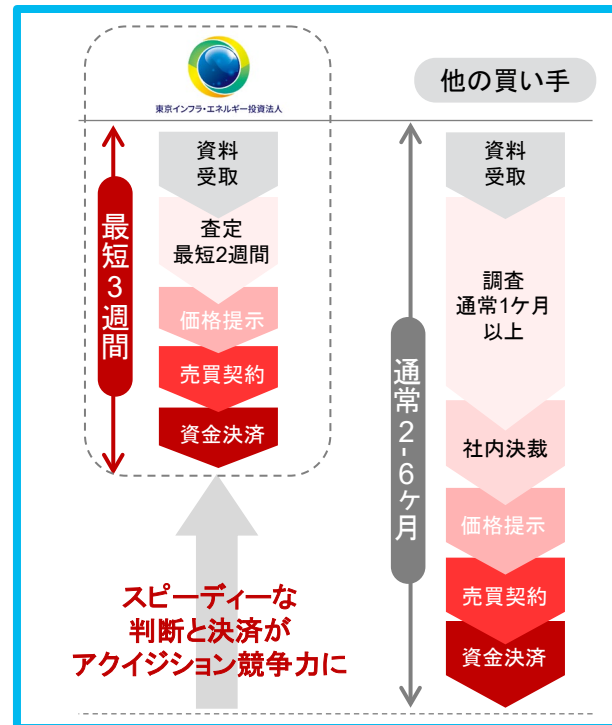 東京インフラ・エネルギー投資法人
最短3週間
資料
受取
査定
最短2週間
価格提示
売買契約
資金決済
スピーディーな
判断と決済が
アクイジション競争力に
他の買い手
通常2-6ヶ月
資料
受取
調査
通常1ケ月
以上
社内決裁
価格提示
売買契約
資金決済